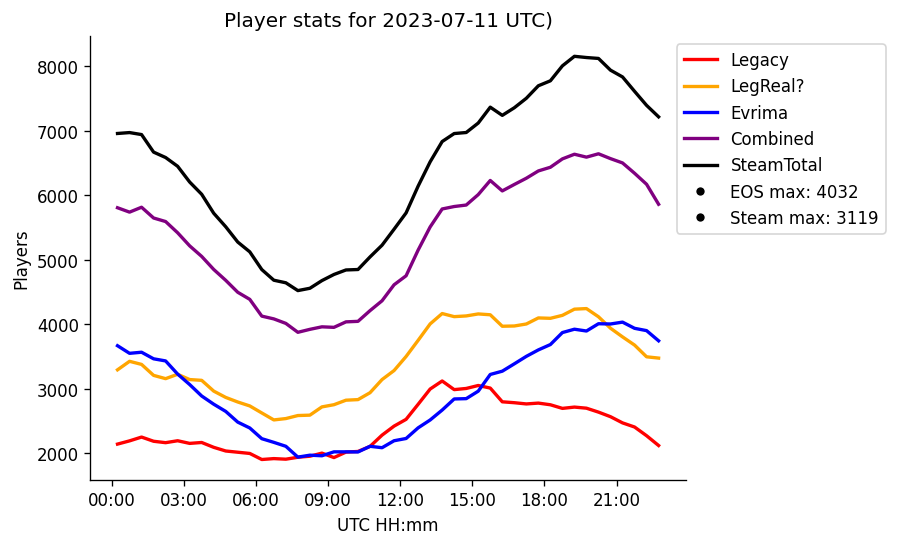 Player stats for 2023-07-11 UTC)
Players
8000
7000
6000
5000
4000
3000
2000
00:00 03:00 06:00 09:00 12:00 15:00 18:00 21:00
UTC HH:mm
Legacy
LegReal?
Evrima
Combined
SteamTotal
EOS max: 4032
Steam max: 3119